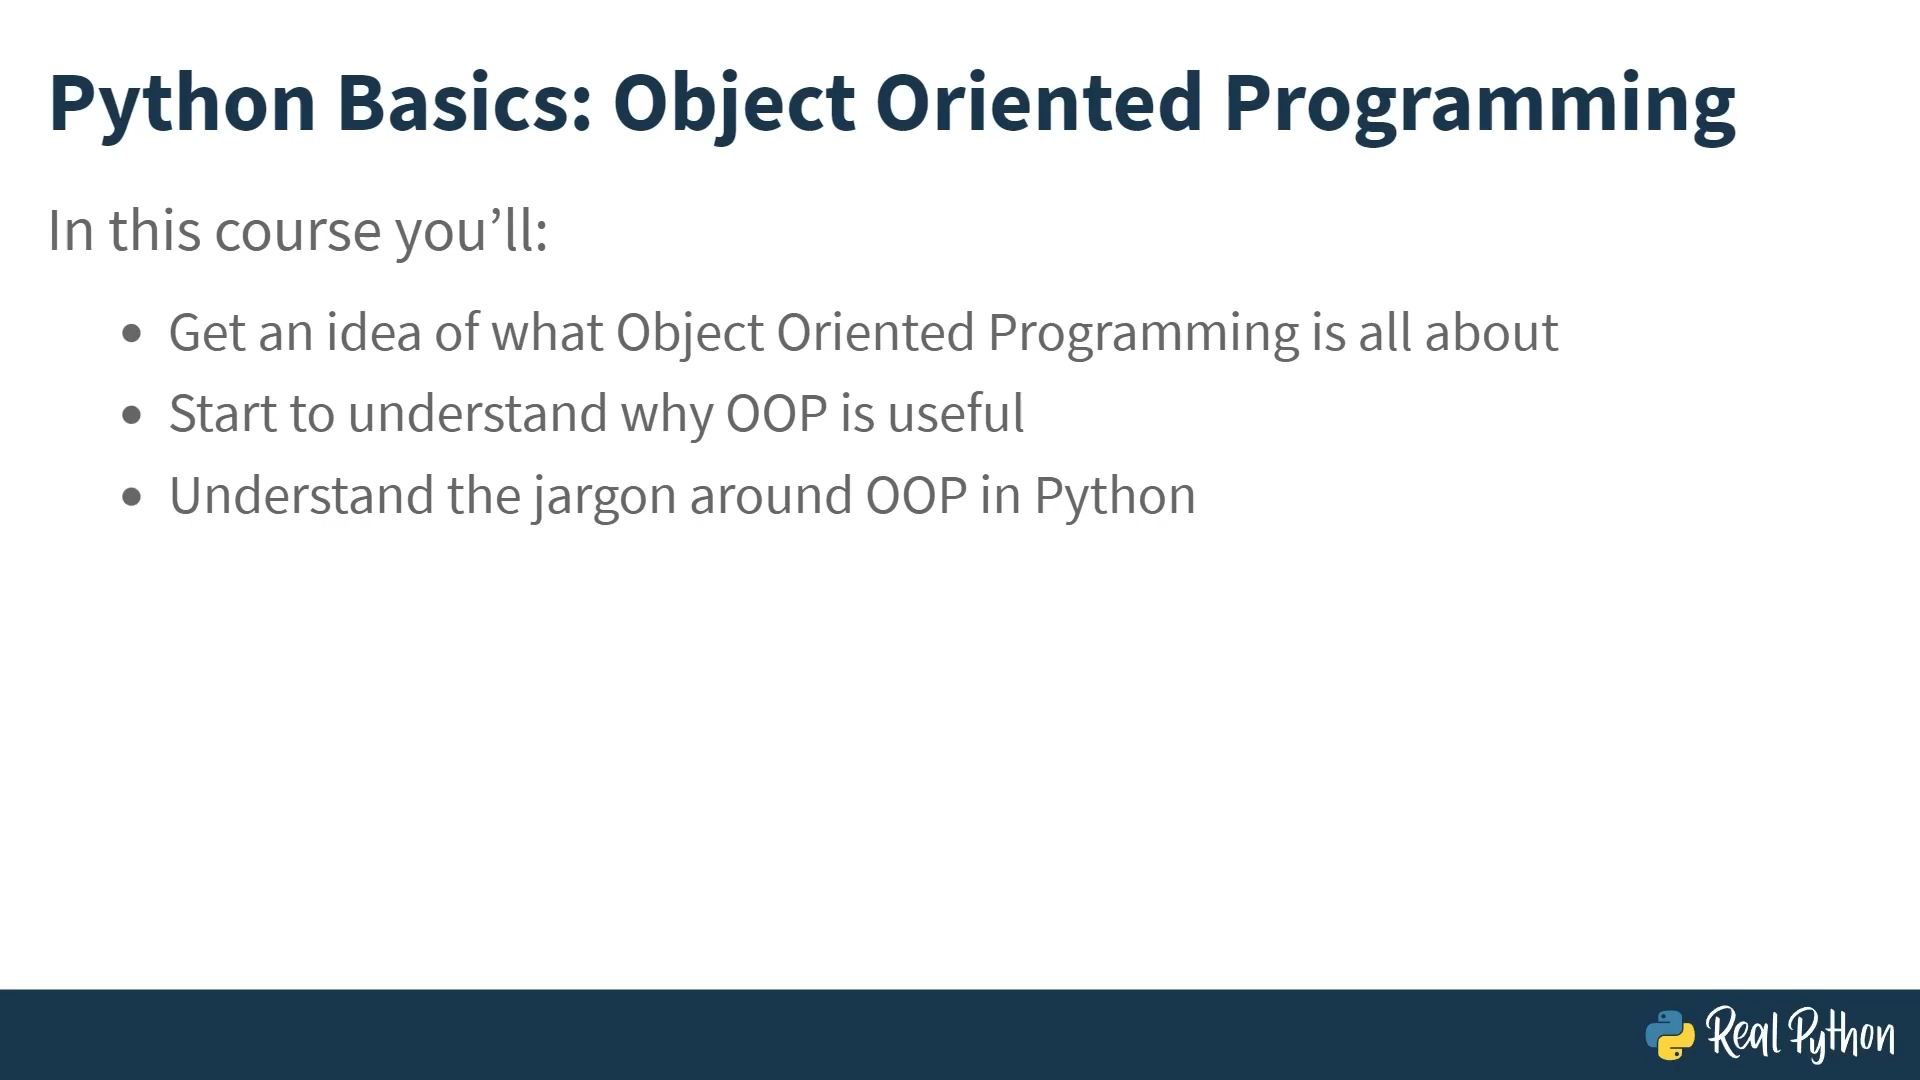 Python Basics: Object Oriented Programming
In this course you’ll:
• Get an idea of what Object Oriented Programming is all about
• Start to understand why OOP is useful
• Understand the jargon around OOP in Python
Real Python